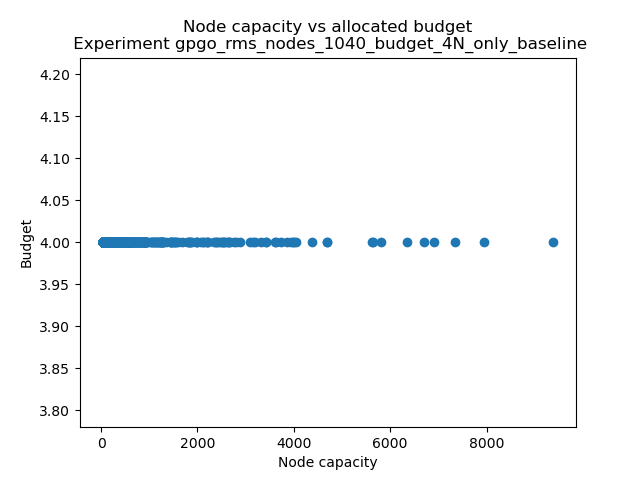 Node capacity vs allocated budget
Experiment gpgo_rms_nodes_1040_budget_4N_only_baseline
4.20
4.15
4.10
4.05
4.00
3.95
3.90
3.85
3.80
Budget
0 2000 4000 6000 8000
Node capacity